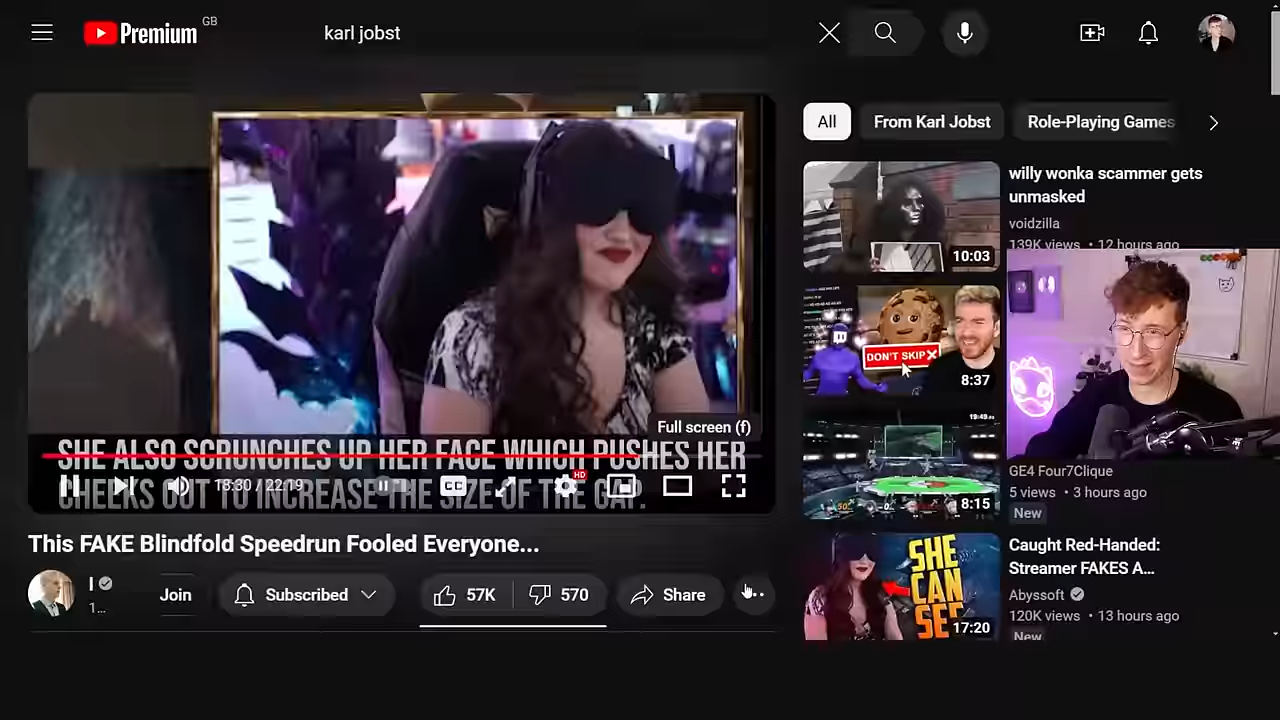 Premium GB
karl jobst
All
From Karl Jobst
Role-Playing Games
willy wonka scammer gets
unmasked
voidzilla
139K views • 12 hours ago
10:03
DON'T SKIP
8:37
Full screen (f)
SHE ALSO SCRUNCHES UP HER FACE WHICH PUSHES HER
CHEEKS OUT TO INCREASE THE SIZE OF THE GAP.
18:30 / 22:19
CC
HD
8:15
GE4 Four7Clique
5 views • 3 hours ago
New
This FAKE Blindfold Speedrun Fooled Everyone...
Join
Subscribed
57K
570
Share
SHE
CAN
SEE
17:20
Caught Red-Handed:
Streamer FAKES A...
Abyssoft
120K views • 13 hours ago
New